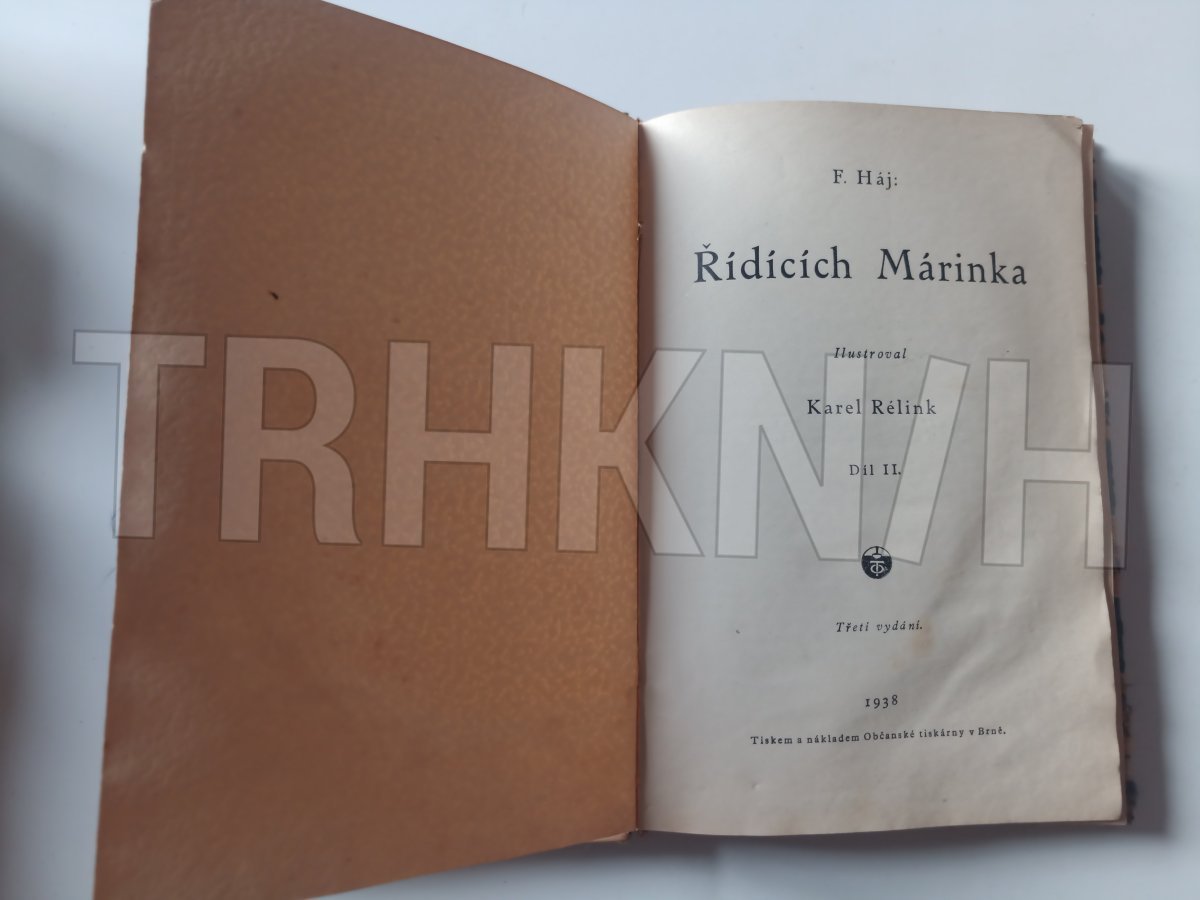 F. Háj:
Řídících Márinka
Ilustroval
Karel Rélink
Díl II.
Třetí vydání.
1938
Tiskem a nákladem Občanské tiskárny v Brně.
TRHKNIH